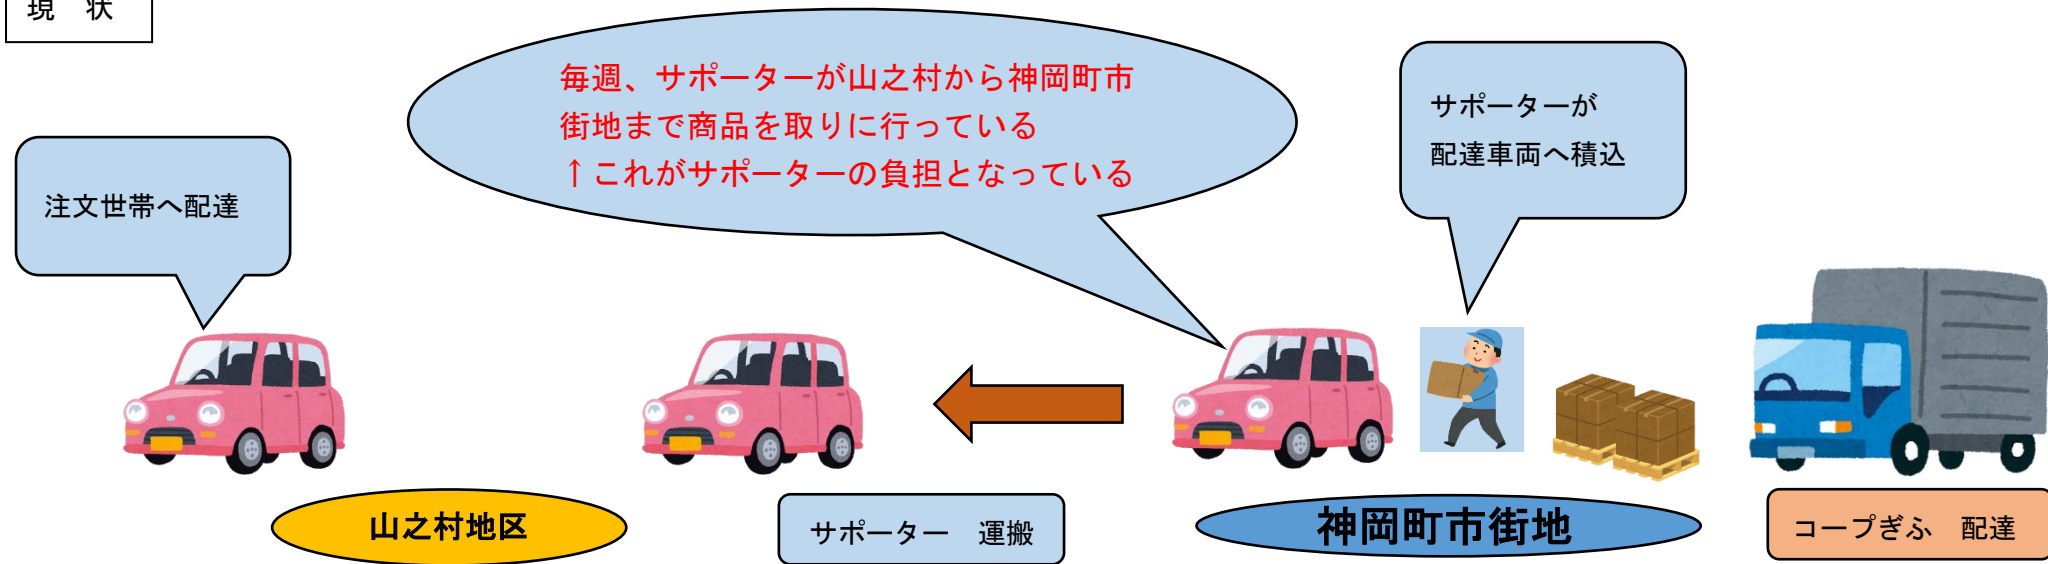 現　状
毎週、サポーターが山之村から神岡町市
街地まで商品を取りに行っている
↑これがサポーターの負担となっている
サポーターが
配達車両へ積込
注文世帯へ配達
山之村地区
サポーター　運搬
神岡町市街地
コープぎふ　配達